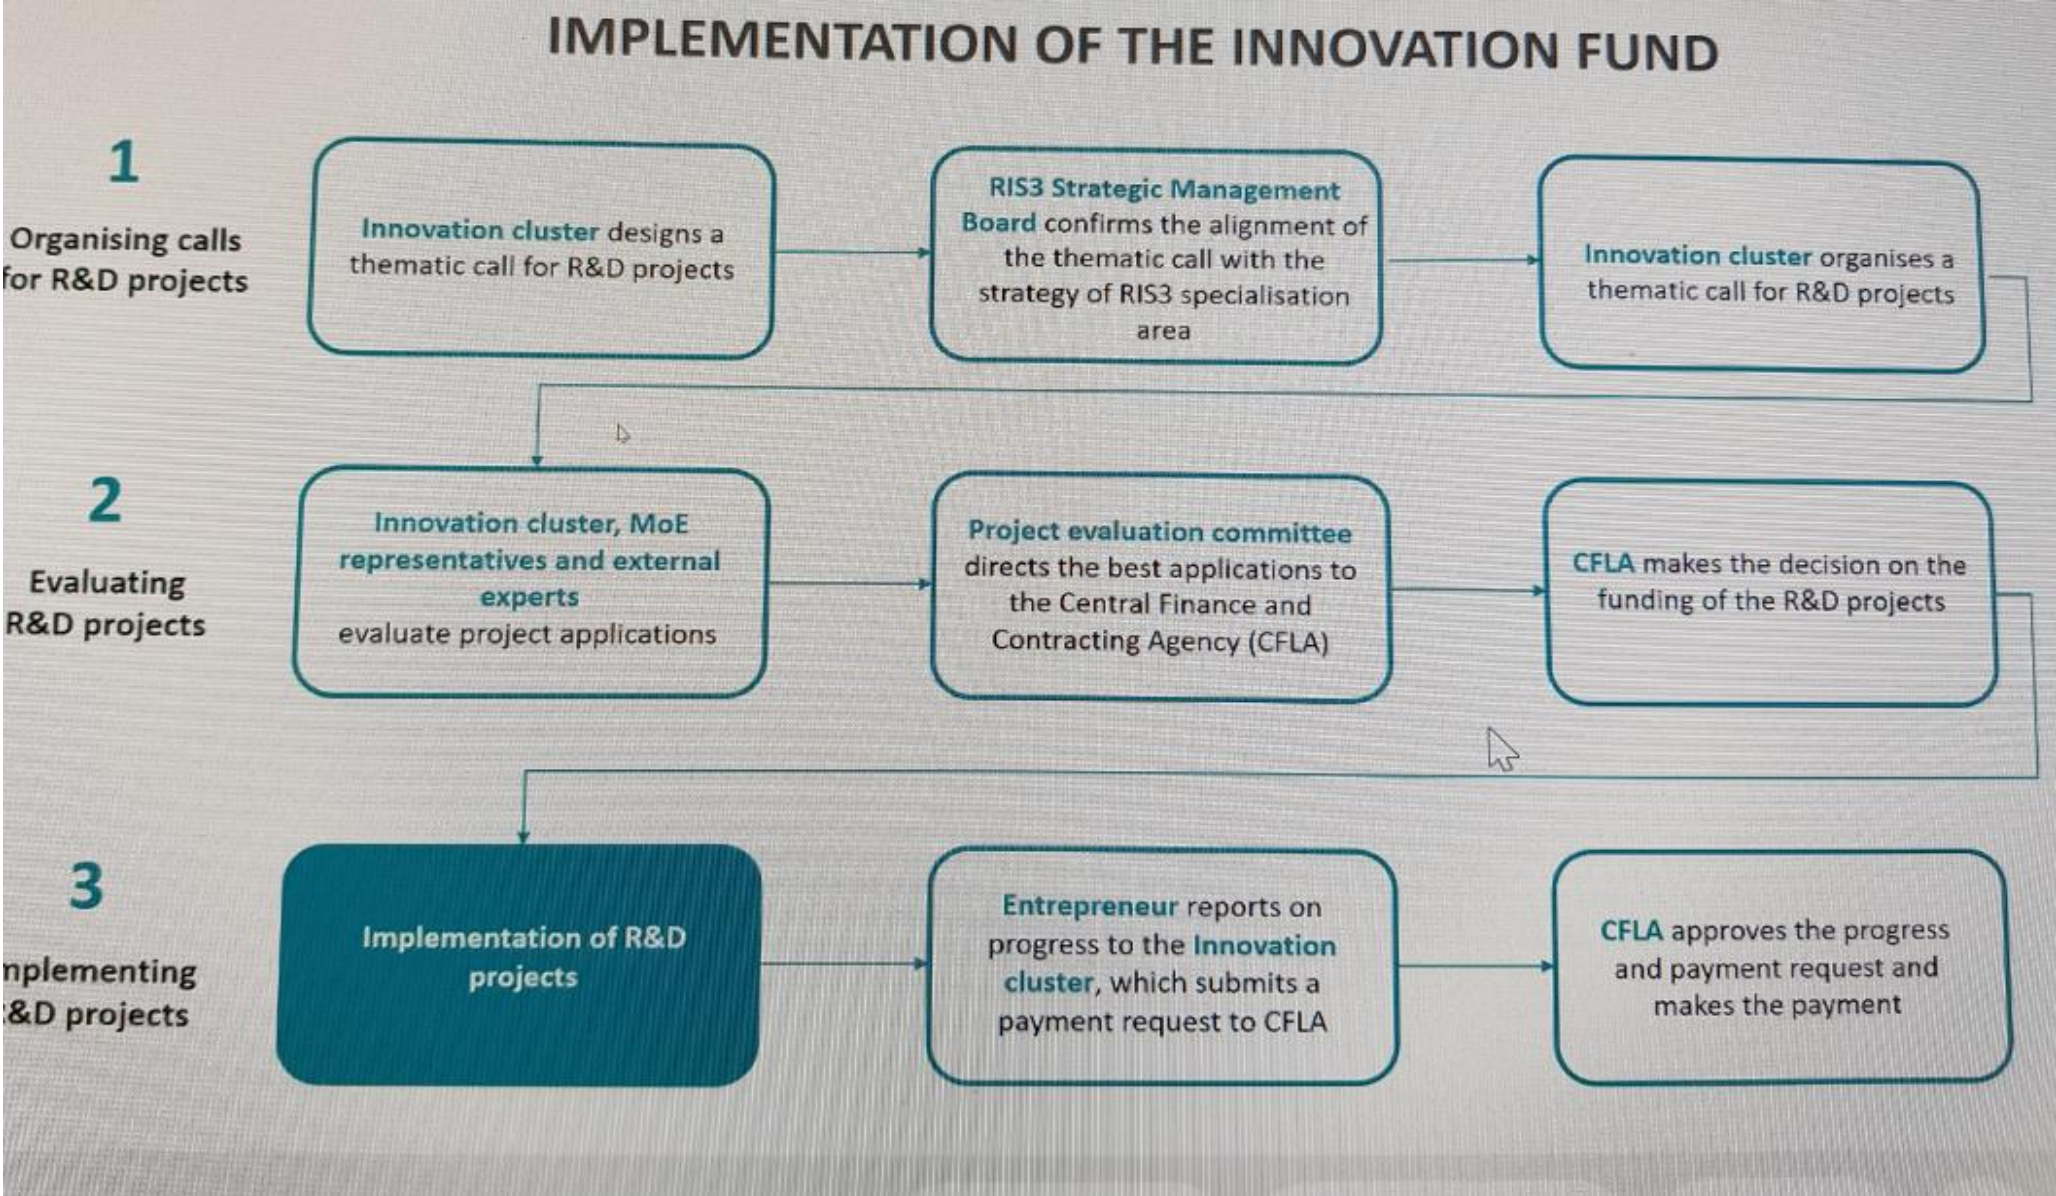 IMPLEMENTATION OF THE INNOVATION FUND
1
Organising calls
for R&D projects
Innovation cluster designs a
thematic call for R&D projects
RIS3 Strategic Management
Board confirms the alignment of
the thematic call with the
strategy of RIS3 specialisation
area
Innovation cluster organises a
thematic call for R&D projects
2
Evaluating
R&D projects
Innovation cluster, MoE
representatives and external
experts
evaluate project applications
Project evaluation committee
directs the best applications to
the Central Finance and
Contracting Agency (CFLA)
CFLA makes the decision on the
funding of the R&D projects
3
mplementing
&D projects
Implementation of R&D
projects
Entrepreneur reports on
progress to the Innovation
cluster, which submits a
payment request to CFLA
CFLA approves the progress
and payment request and
makes the payment